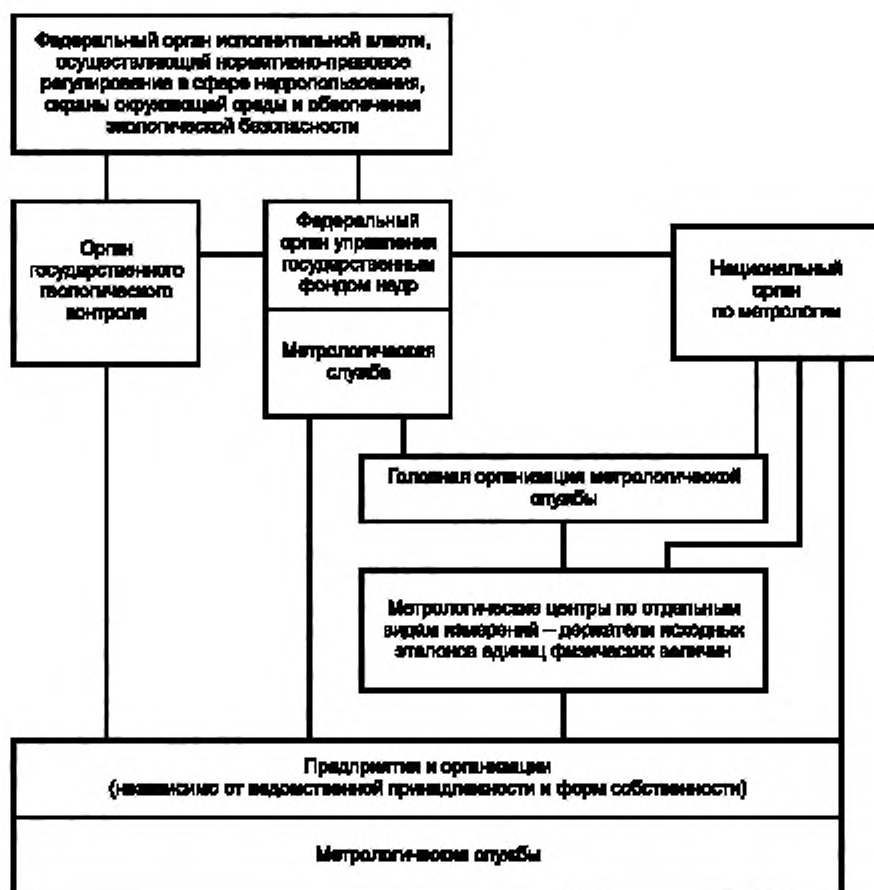 Федеральный орган исполнительной власти,
осуществляющий нормативно-правовое
регулирование в сфере недропользования,
охраны окружающей среды и обеспечения
экологической безопасности
Орган
государственного
геологического
контроля
Федеральный
орган управления
государственным
фондом недр
Метрологическая
служба
Национальный
орган
по метрологии
Головная организация метрологической
службы
Метрологические центры по отдельным
видам измерений – держатели исходных
эталонов единиц физических величин
Предприятия и организации
(независимо от ведомственной принадлежности и форм собственности)
Метрологические службы